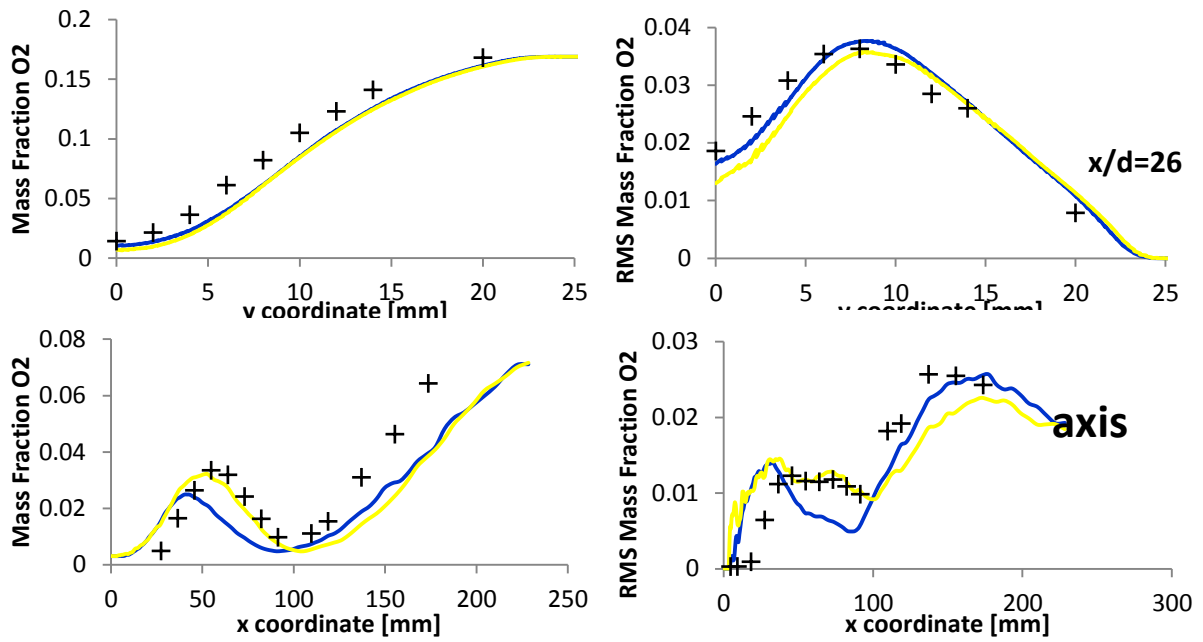 Mass Fraction O2
0.2
0.15
0.1
0.05
0
0 5 10 15 20 25
y coordinate [mm]
RMS Mass Fraction O2
0.04
0.03
0.02
0.01
0
x/d=26
0 5 10 15 20 25
y coordinate [mm]
Mass Fraction O2
0.08
0.06
0.04
0.02
0
0 50 100 150 200 250
x coordinate [mm]
RMS Mass Fraction O2
0.03
0.02
0.01
0
axis
0 100 200 300
x coordinate [mm]